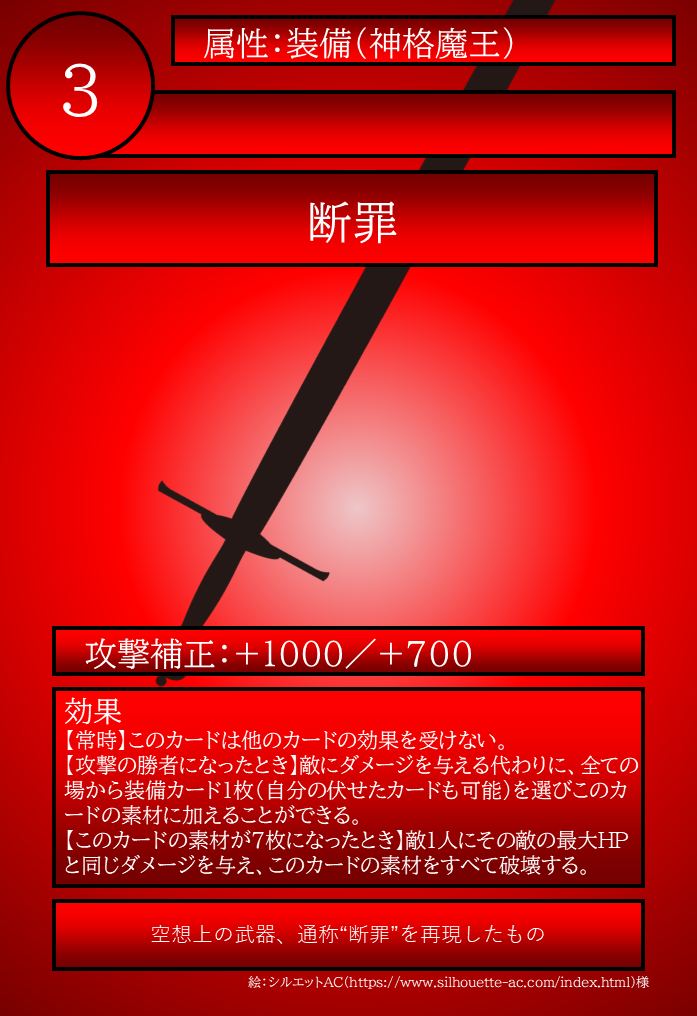 属性：装備（神格魔王）
3
断罪
攻撃補正：＋1000／＋700
効果
【常時】このカードは他のカードの効果を受けない。
【攻撃の勝者になったとき】敵にダメージを与える代わりに、全ての
場から装備カード1枚（自分の伏せたカードも可能）を選びこのカ
ードの素材に加えることができる。
【このカードの素材が7枚になったとき】敵1人にその敵の最大HP
と同じダメージを与え、このカードの素材をすべて破壊する。
空想上の武器、通称“断罪”を再現したもの
絵：シルエットAC（https://www.silhouette-ac.com/index.html）様